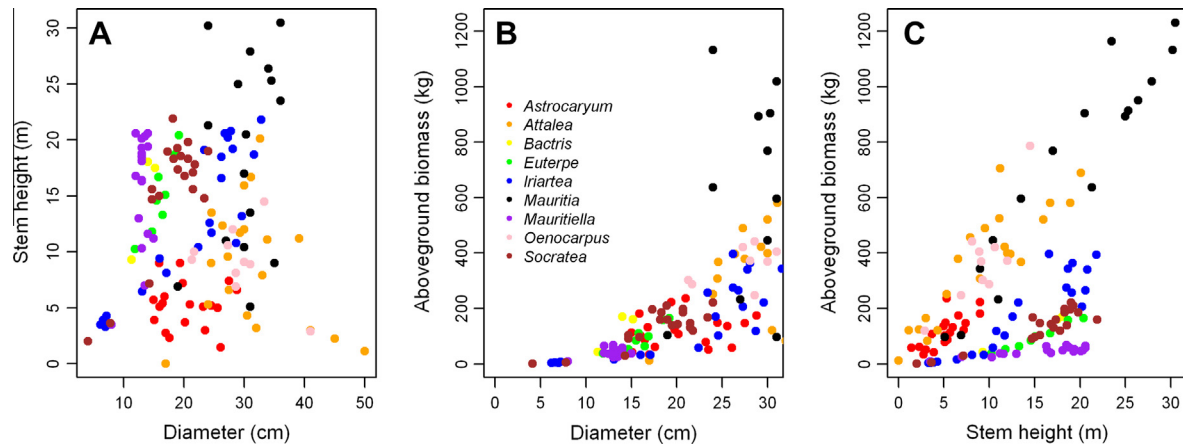 A
Stem height (m)
0 5 10 15 20 25 30
10 20 30 40 50
Diameter (cm)
B
Aboveground biomass (kg)
0 200 400 600 800 1000 1200
Astrocaryum
Attalea
Bactris
Euterpe
Iriartea
Mauritia
Mauritiella
Oenocarpus
Socratea
0 5 10 15 20 25 30
Diameter (cm)
C
Aboveground biomass (kg)
0 200 400 600 800 1000 1200
0 5 10 15 20 25 30
Stem height (m)